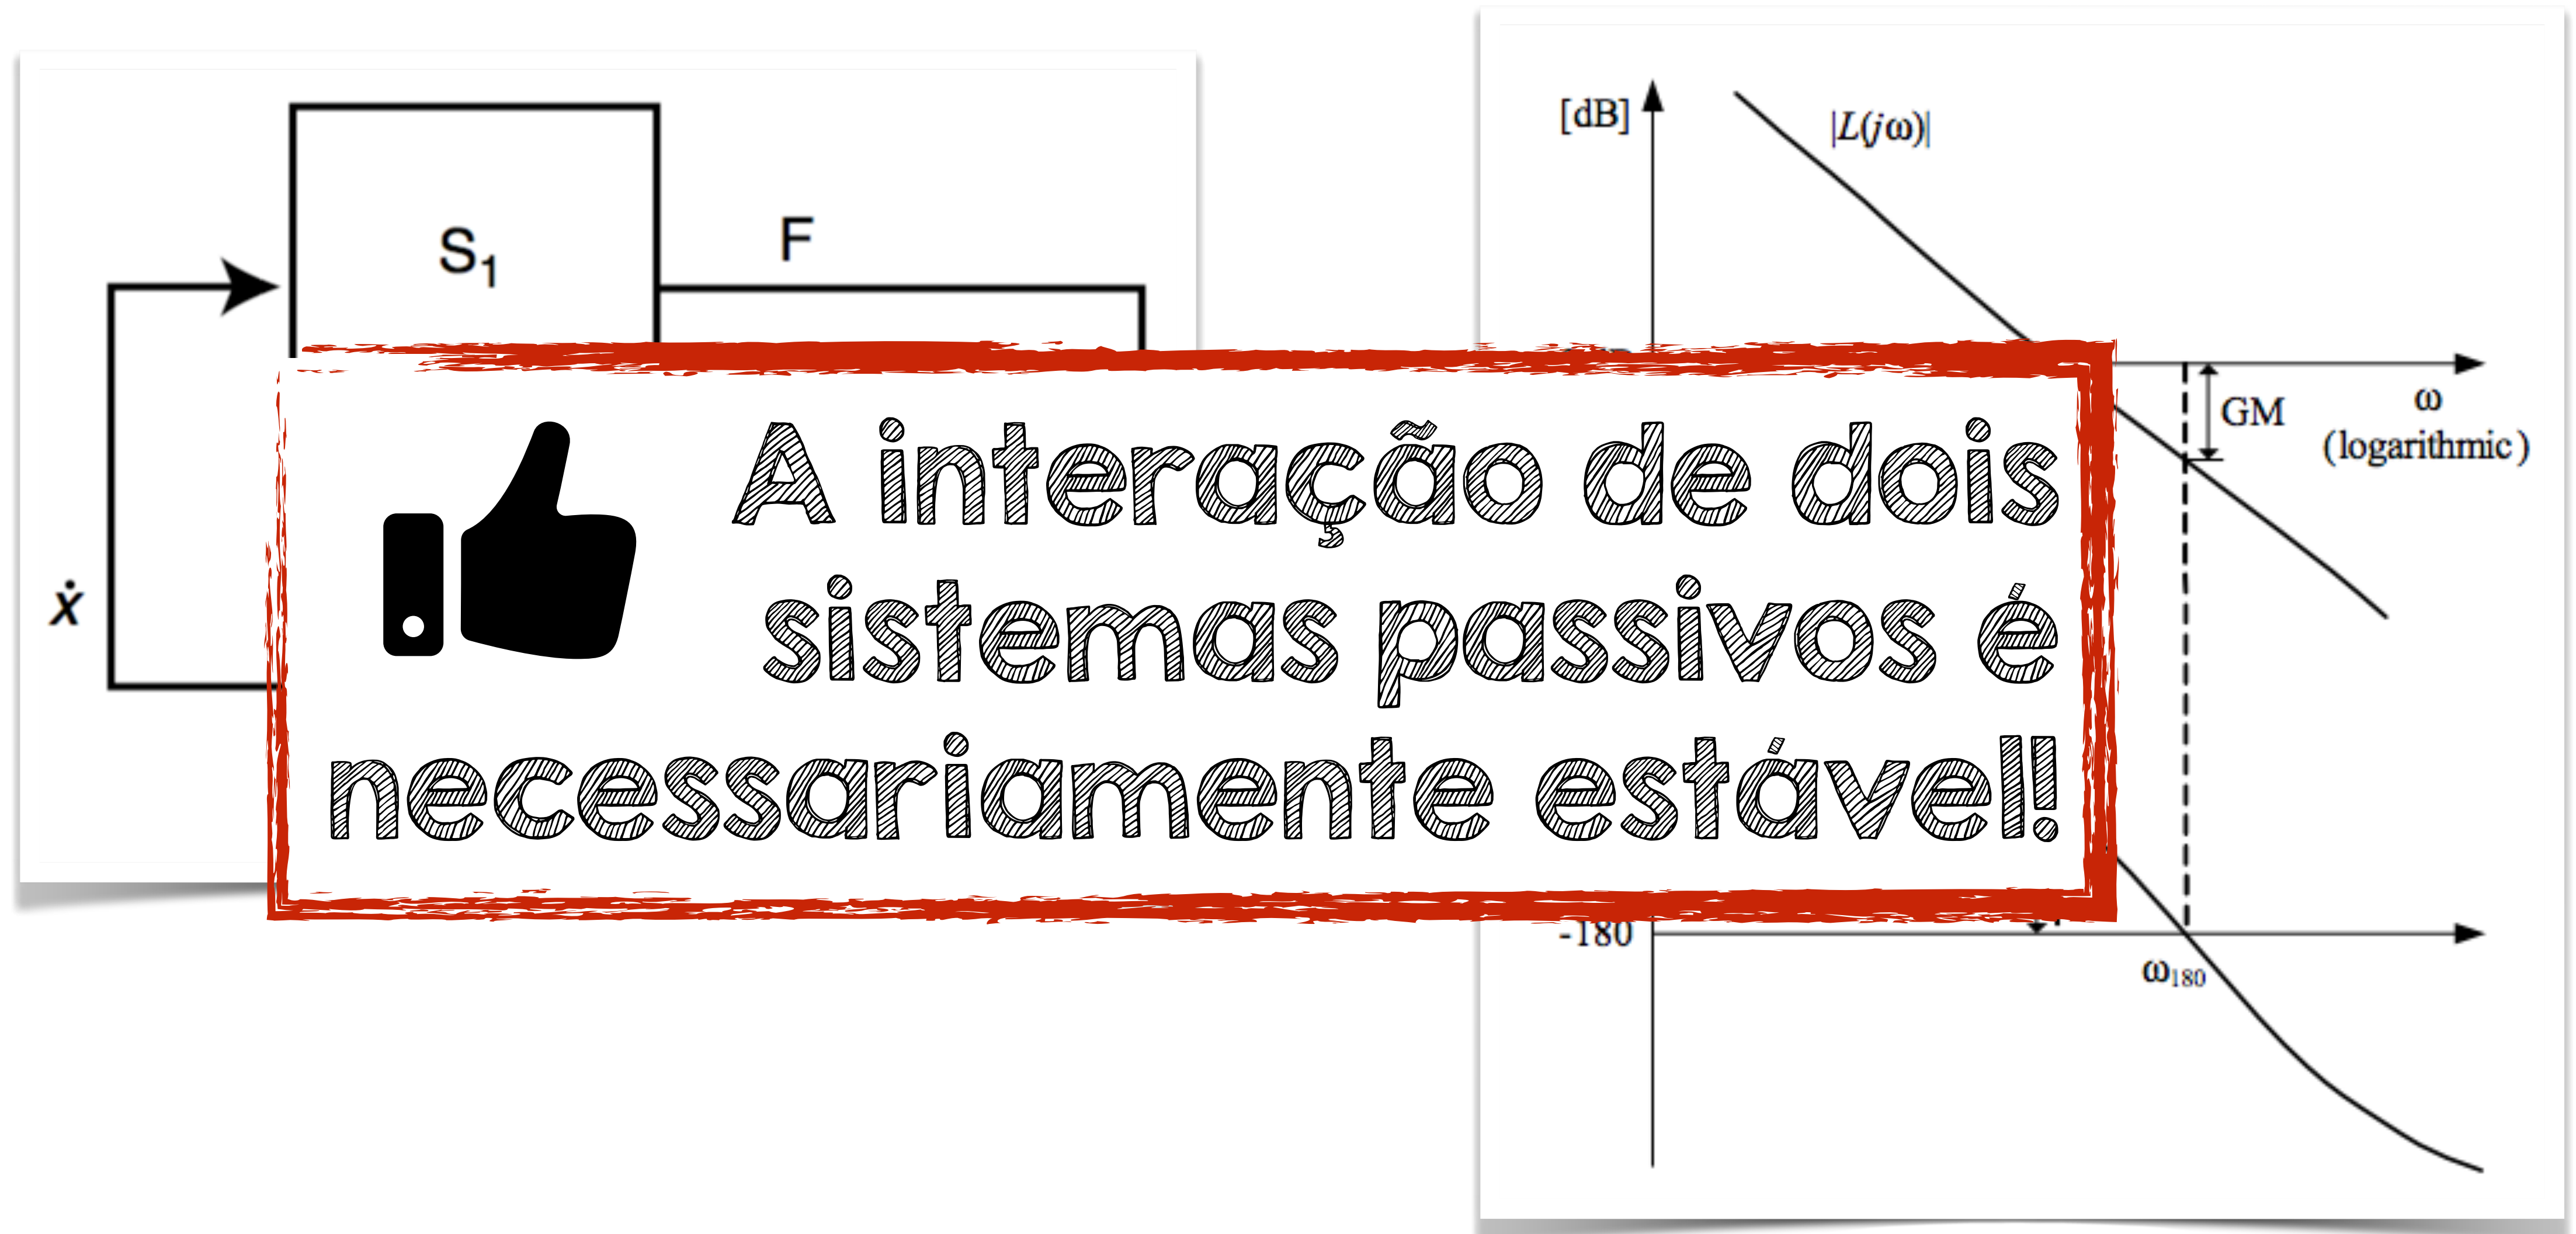 S1
F
ẋ
[dB]
|L(jω)|
GM
ω
(logarithmic)
A interação de dois
sistemas passivos é
necessariamente estável!
-180
ω180